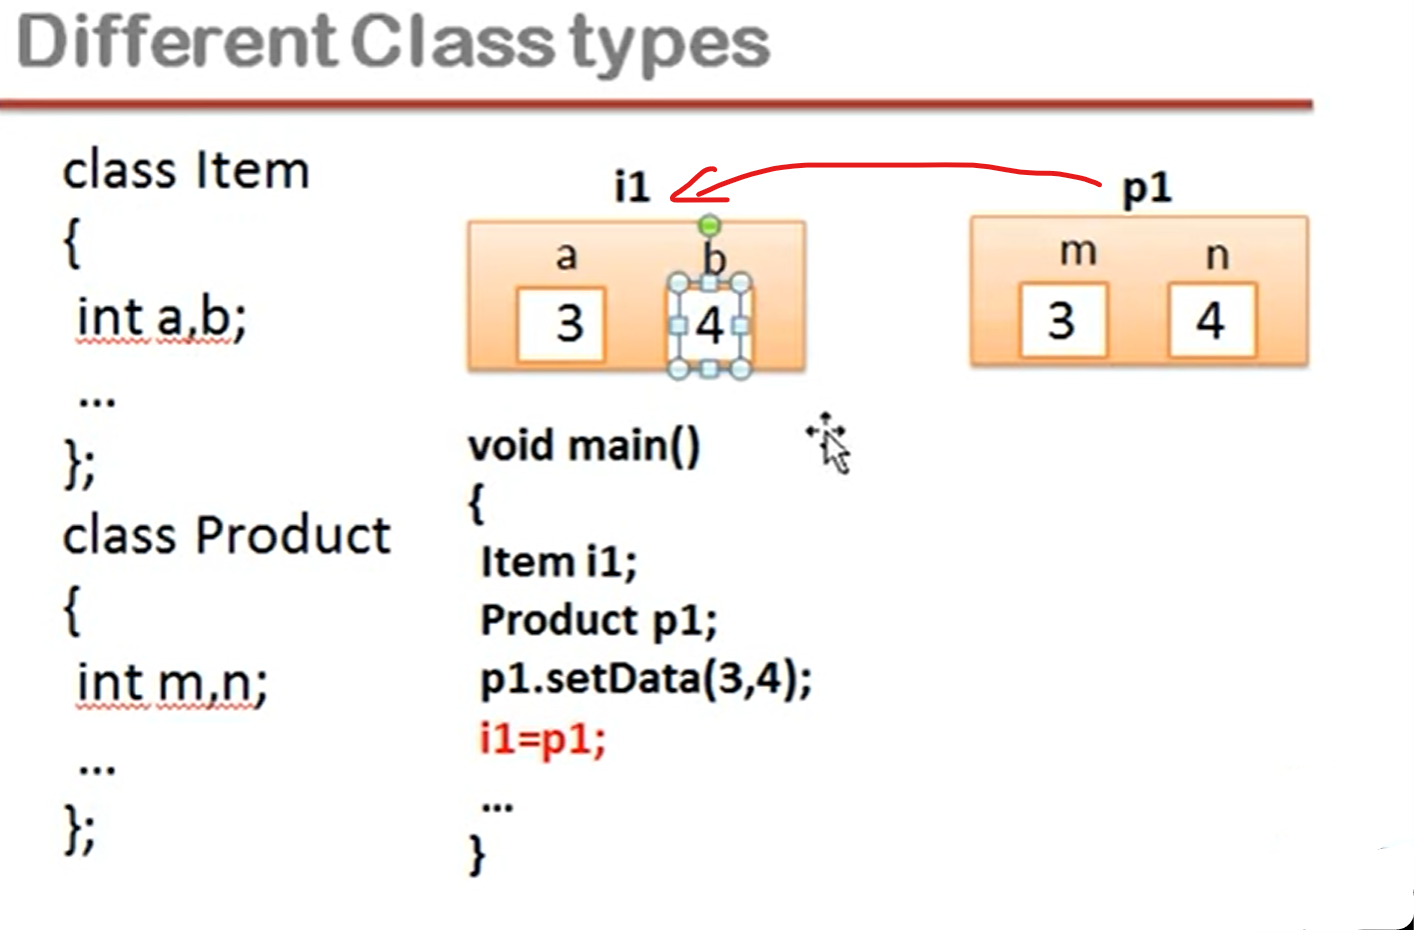 Different Class types
class Item
{
int a,b;
...
};
class Product
{
int m,n;
...
};
i1
a b
3 4
p1
m n
3 4
void main()
{
Item i1;
Product p1;
p1.setData(3,4);
i1=p1;
...
}